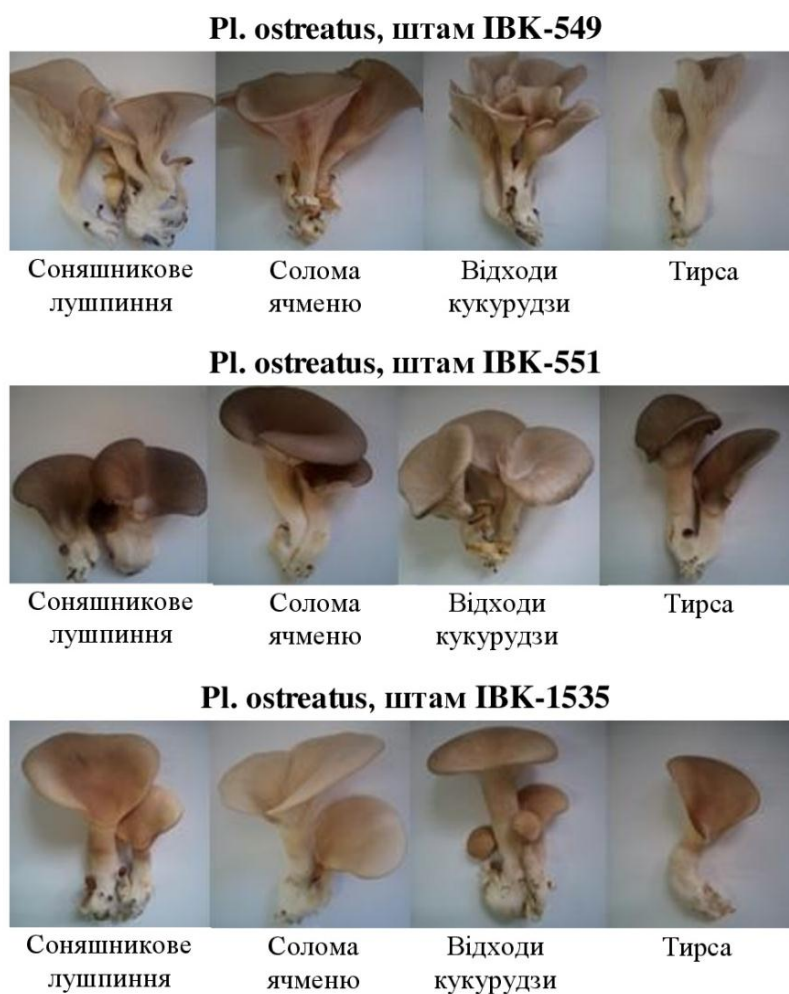 Pl. ostreatus, штам IBK-549
Соняшникове
лушпиння
Солома
ячменю
Відходи
кукурудзи
Тирса
Pl. ostreatus, штам IBK-551
Соняшникове
лушпиння
Солома
ячменю
Відходи
кукурудзи
Тирса
Pl. ostreatus, штам IBK-1535
Соняшникове
лушпиння
Солома
ячменю
Відходи
кукурудзи
Тирса